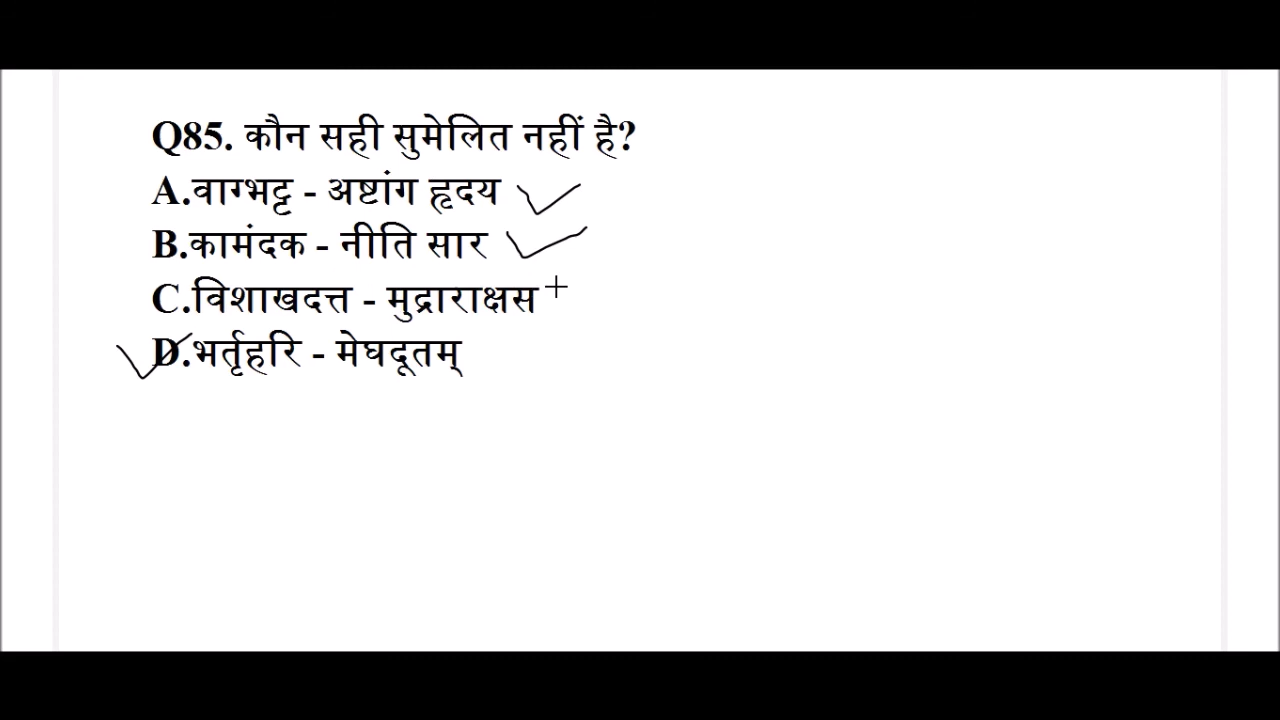 Q85. कौन सही सुमेलित नहीं है?
A.वाग्भट्ट - अष्टांग हृदय
B.कामंदक - नीति सार
C.विशाखदत्त - मुद्राराक्षस
D.भर्तृहरि - मेघदूतम्